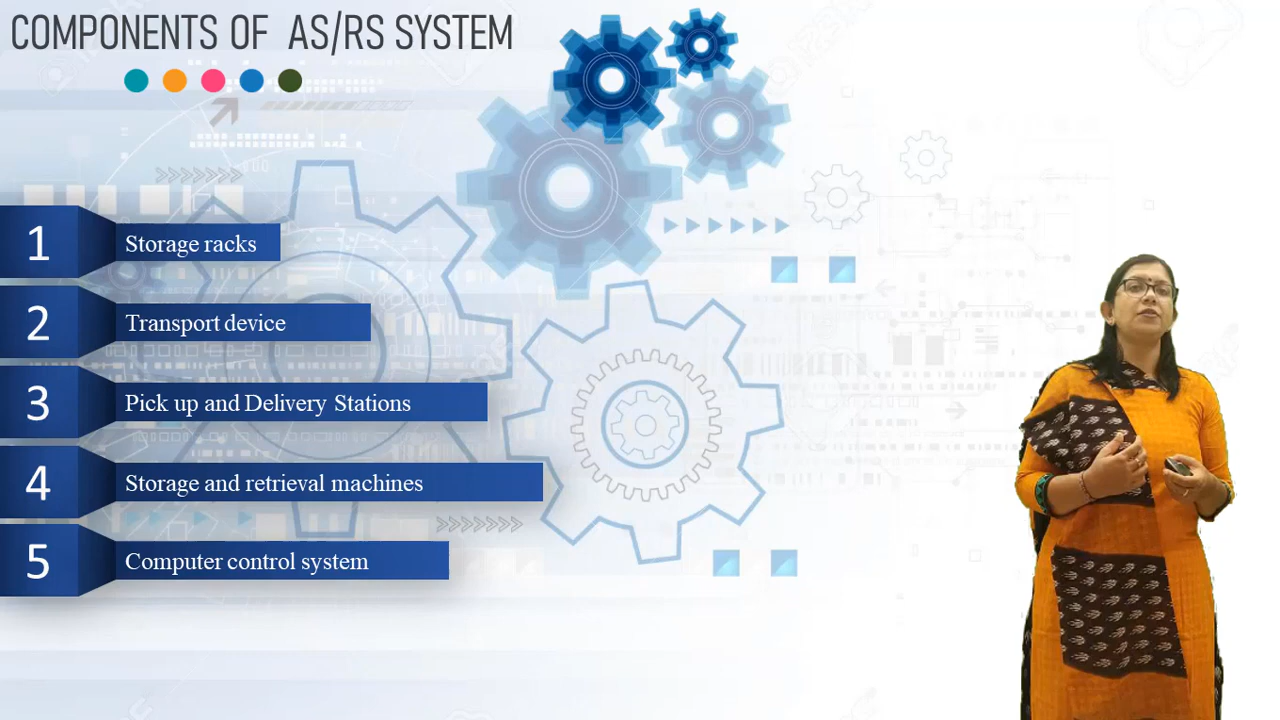 COMPONENTS OF AS/RS SYSTEM
1 Storage racks
2 Transport device
3 Pick up and Delivery Stations
4 Storage and retrieval machines
5 Computer control system